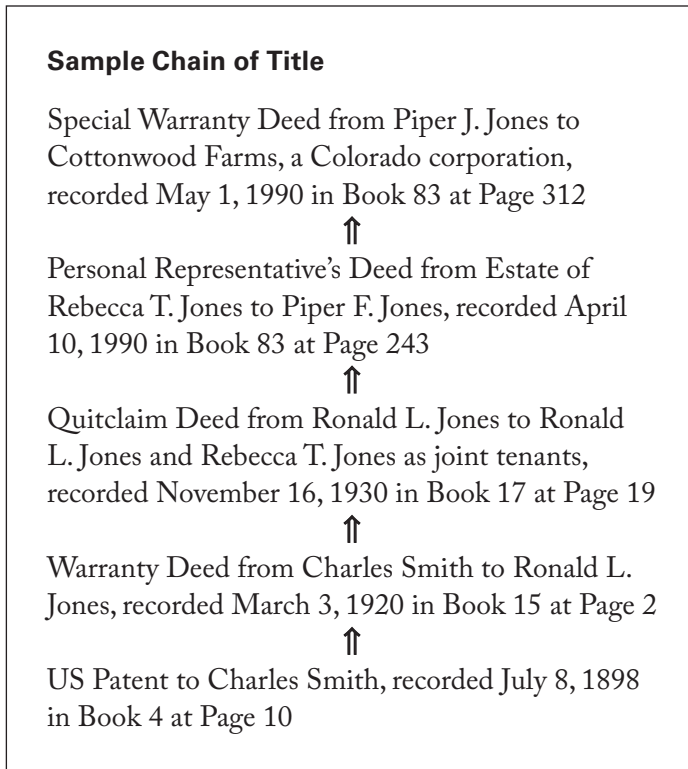 Sample Chain of Title
Special Warranty Deed from Piper J. Jones to
Cottonwood Farms, a Colorado corporation,
recorded May 1, 1990 in Book 83 at Page 312
⇑
Personal Representative’s Deed from Estate of
Rebecca T. Jones to Piper F. Jones, recorded April
10, 1990 in Book 83 at Page 243
⇑
Quitclaim Deed from Ronald L. Jones to Ronald
L. Jones and Rebecca T. Jones as joint tenants,
recorded November 16, 1930 in Book 17 at Page 19
⇑
Warranty Deed from Charles Smith to Ronald L.
Jones, recorded March 3, 1920 in Book 15 at Page 2
⇑
US Patent to Charles Smith, recorded July 8, 1898
in Book 4 at Page 10